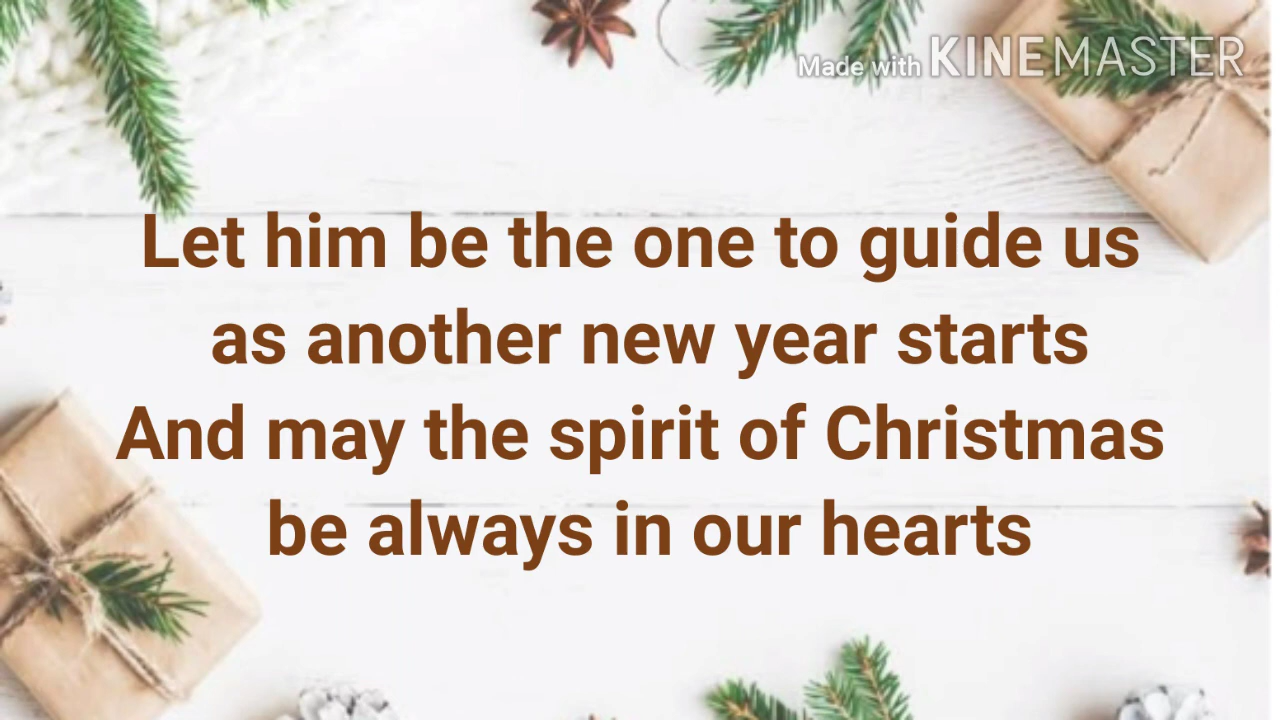 Made with KINEMASTER
Let him be the one to guide us
as another new year starts
And may the spirit of Christmas
be always in our hearts